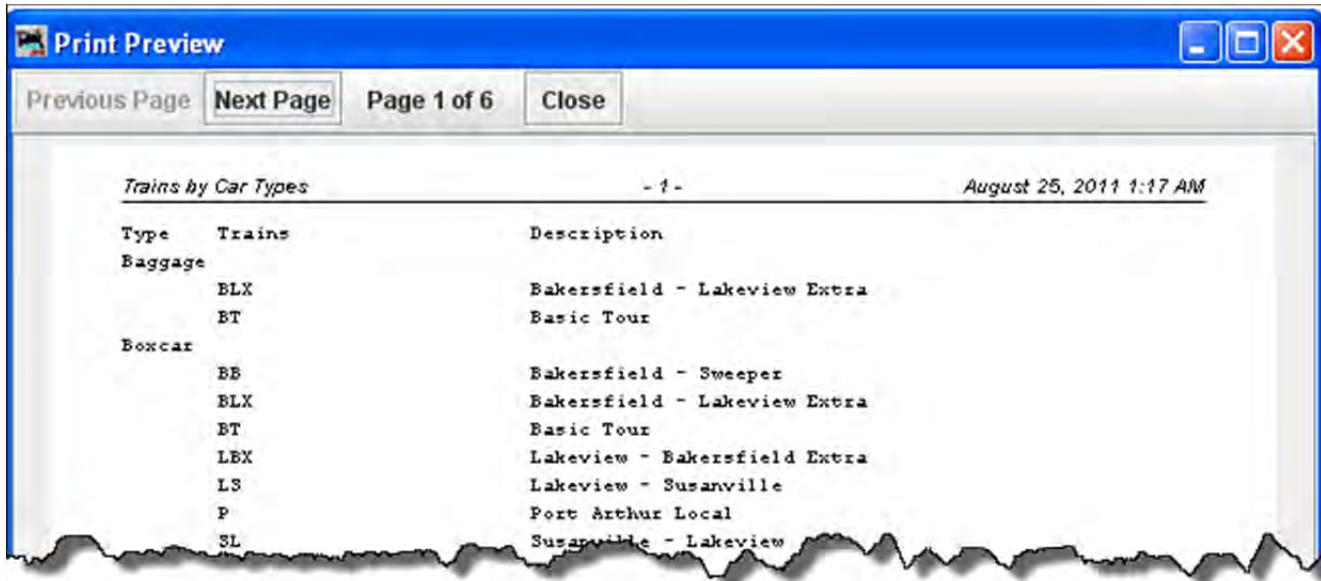 Print Preview
Previous Page Next Page Page 1 of 6 Close
Trains by Car Types - 1 - August 25, 2011 1:17 AM
Type Trains Description
Baggage
BLX Bakersfield - Lakeview Extra
BT Basic Tour
Boxcar
BB Bakersfield - Sweeper
BLX Bakersfield - Lakeview Extra
BT Basic Tour
LBX Lakeview - Bakersfield Extra
LS Lakeview - Susanville
P Port Arthur Local
SL Susanville - Lakeview